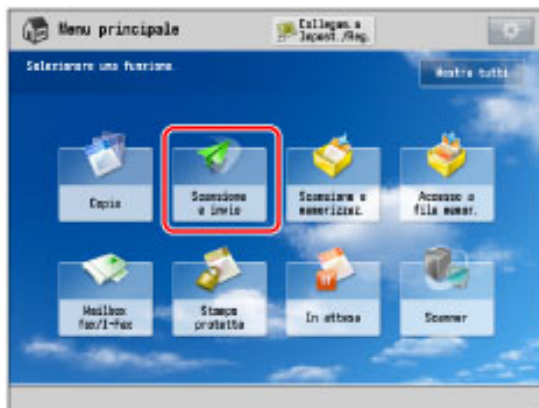 Menu principale
Collegam.a
Impost./Reg.
Selezionare una funzione.
Mostra tutti
Copia
Scansione
e invio
Scansione e
memorizzaz.
Accesso a
file memor.
Mailbox
fax/I-Fax
Stampa
protetta
In attesa
Scanner